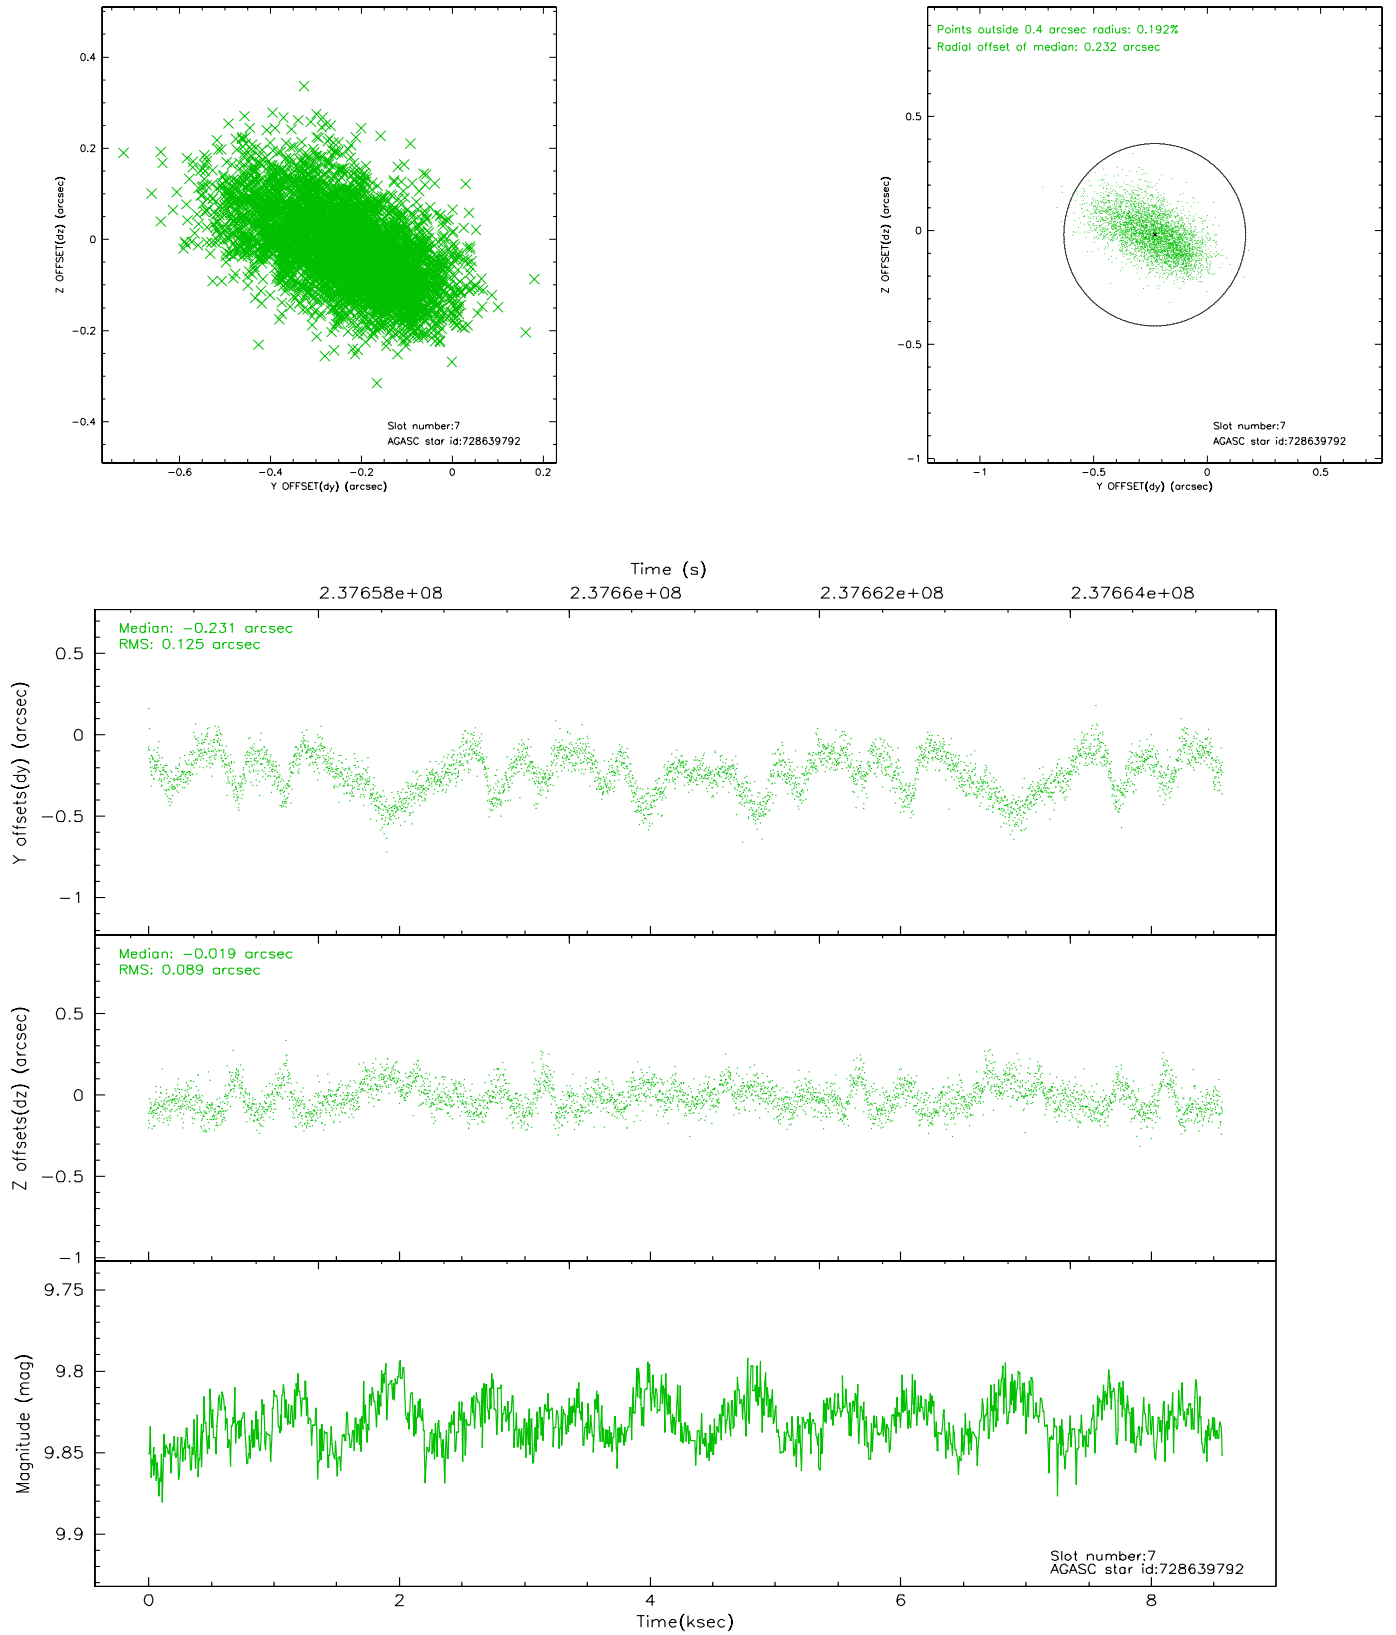 0.4
0.2
0
−0.2
−0.4
Z OFFSET(dz) (arcsec)
Slot number:7
AGASC star id:728639792
−0.6 −0.4 −0.2 0 0.2
Y OFFSET(dy) (arcsec)
Points outside 0.4 arcsec radius: 0.192%
Radial offset of median: 0.232 arcsec
0.5
0
−0.5
−1
Z OFFSET(dz) (arcsec)
Slot number:7
AGASC star id:728639792
−1 −0.5 0 0.5
Y OFFSET(dy) (arcsec)
Time (s)
2.37658e+08 2.3766e+08 2.37662e+08 2.37664e+08
Median: −0.231 arcsec
RMS: 0.125 arcsec
0.5
0
−0.5
−1
Y offsets(dy) (arcsec)
Median: −0.019 arcsec
RMS: 0.089 arcsec
0.5
0
−0.5
−1
Z offsets(dz) (arcsec)
9.75
9.8
9.85
9.9
Magnitude (mag)
Slot number:7
AGASC star id:728639792
0 2 4 6 8
Time(ksec)